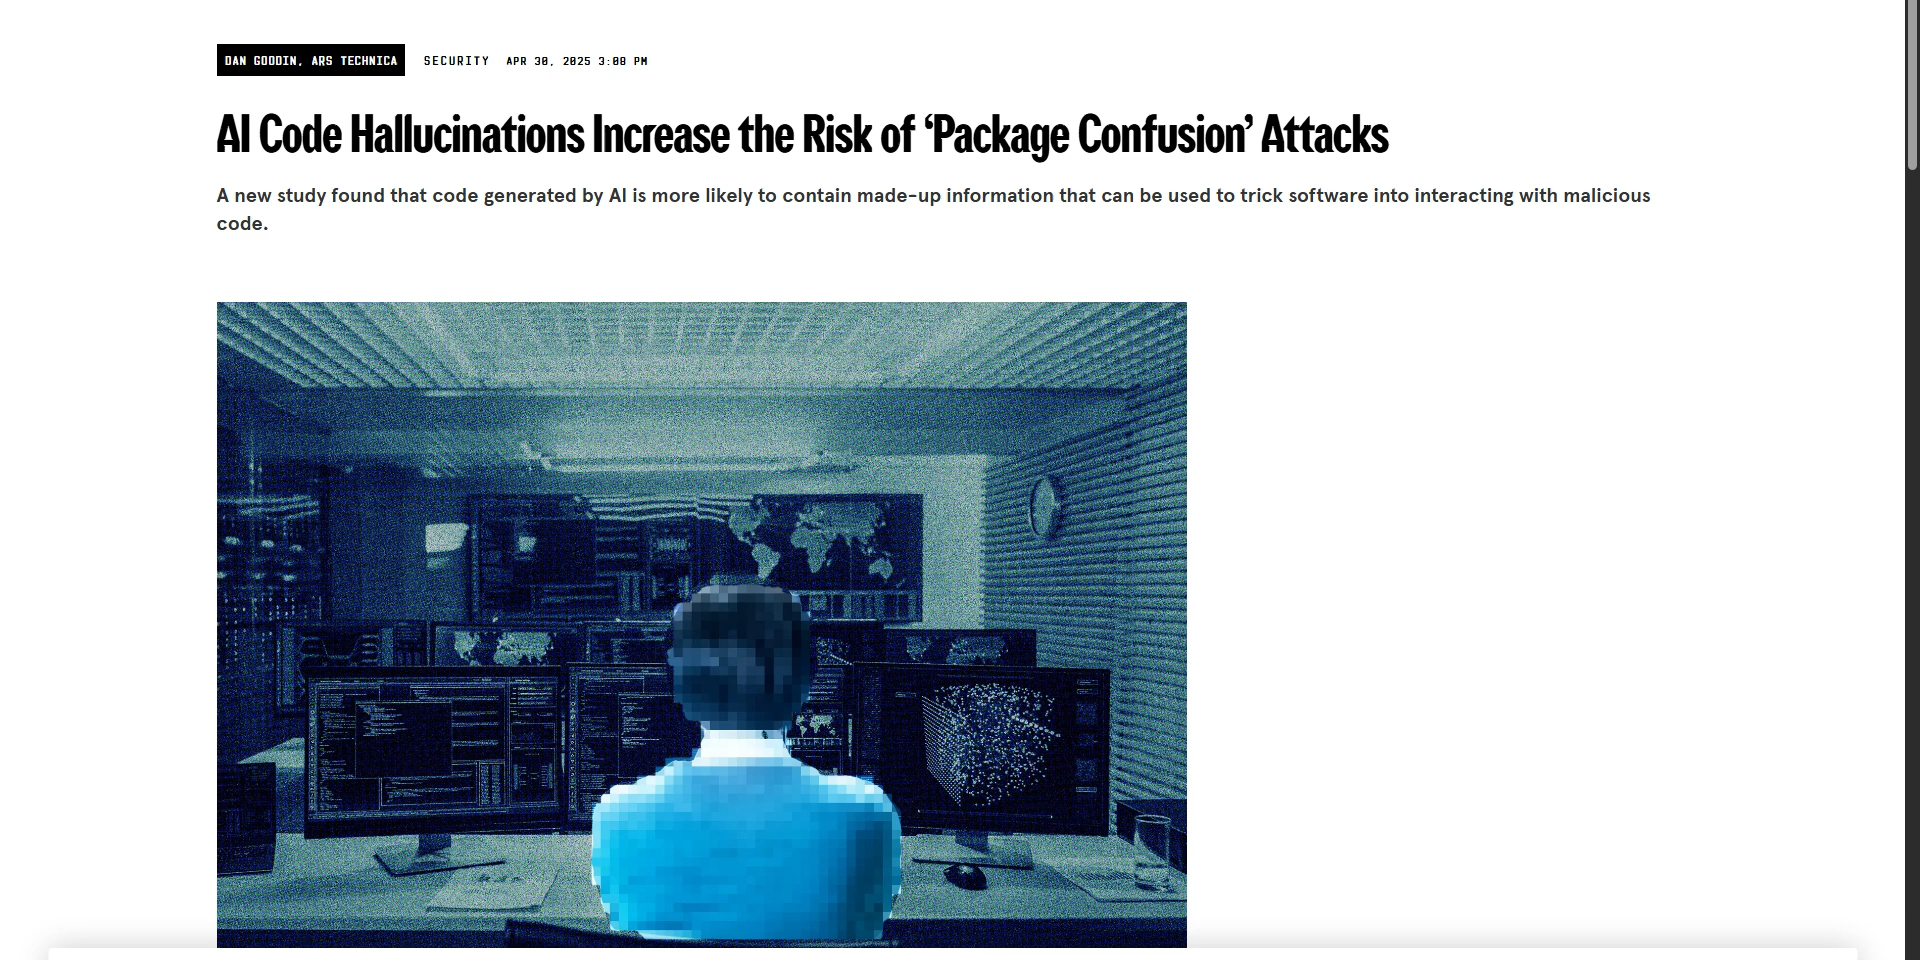 DAN GOODIN, ARS TECHNICA SECURITY APR 30, 2025 3:08 PM
AI Code Hallucinations Increase the Risk of ‘Package Confusion’ Attacks
A new study found that code generated by AI is more likely to contain made-up information that can be used to trick software into interacting with malicious
code.